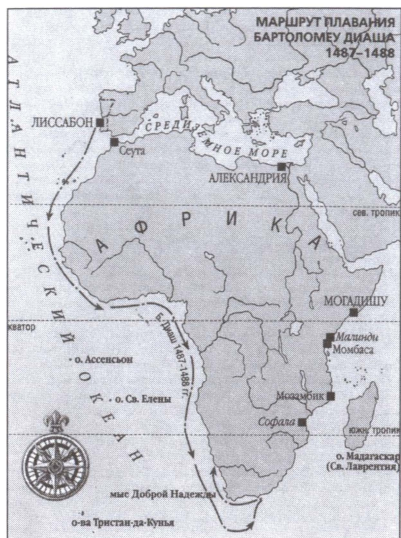 МАРШРУТ ПЛАВАНИЯ
БАРТОЛОМЕУ ДИАША
1487–1488
АТЛАНТИЧЕСКИЙ ОКЕАН
ЛИССАБОН
Сеута
СРЕДИЗЕМНОЕ МОРЕ
АЛЕКСАНДРИЯ
сев. тропик
АФРИКА
МОГАДИШУ
экватор
Малинди
Момбаса
Б. Диаш 1487-1488 гг.
о. Ассенсьон
о. Св. Елены
Мозамбик
Софала
южн. тропик
о. Мадагаскар
(Св. Лаврентия)
мыс Доброй Надежды
о-ва Тристан-да-Кунья